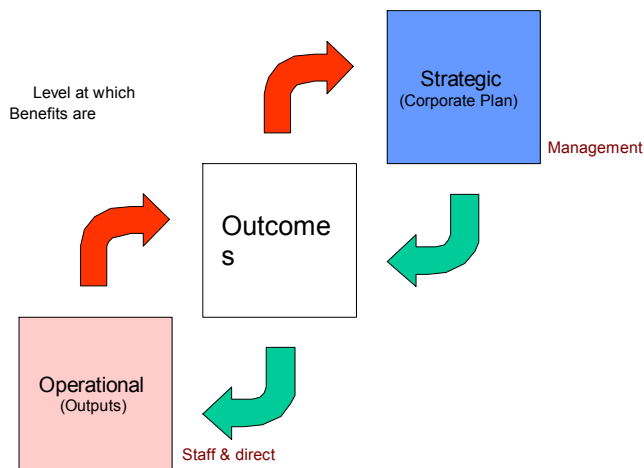 Strategic
(Corporate Plan)
Level at which
Benefits are
Management
Outcome
s
Operational
(Outputs)
Staff & direct